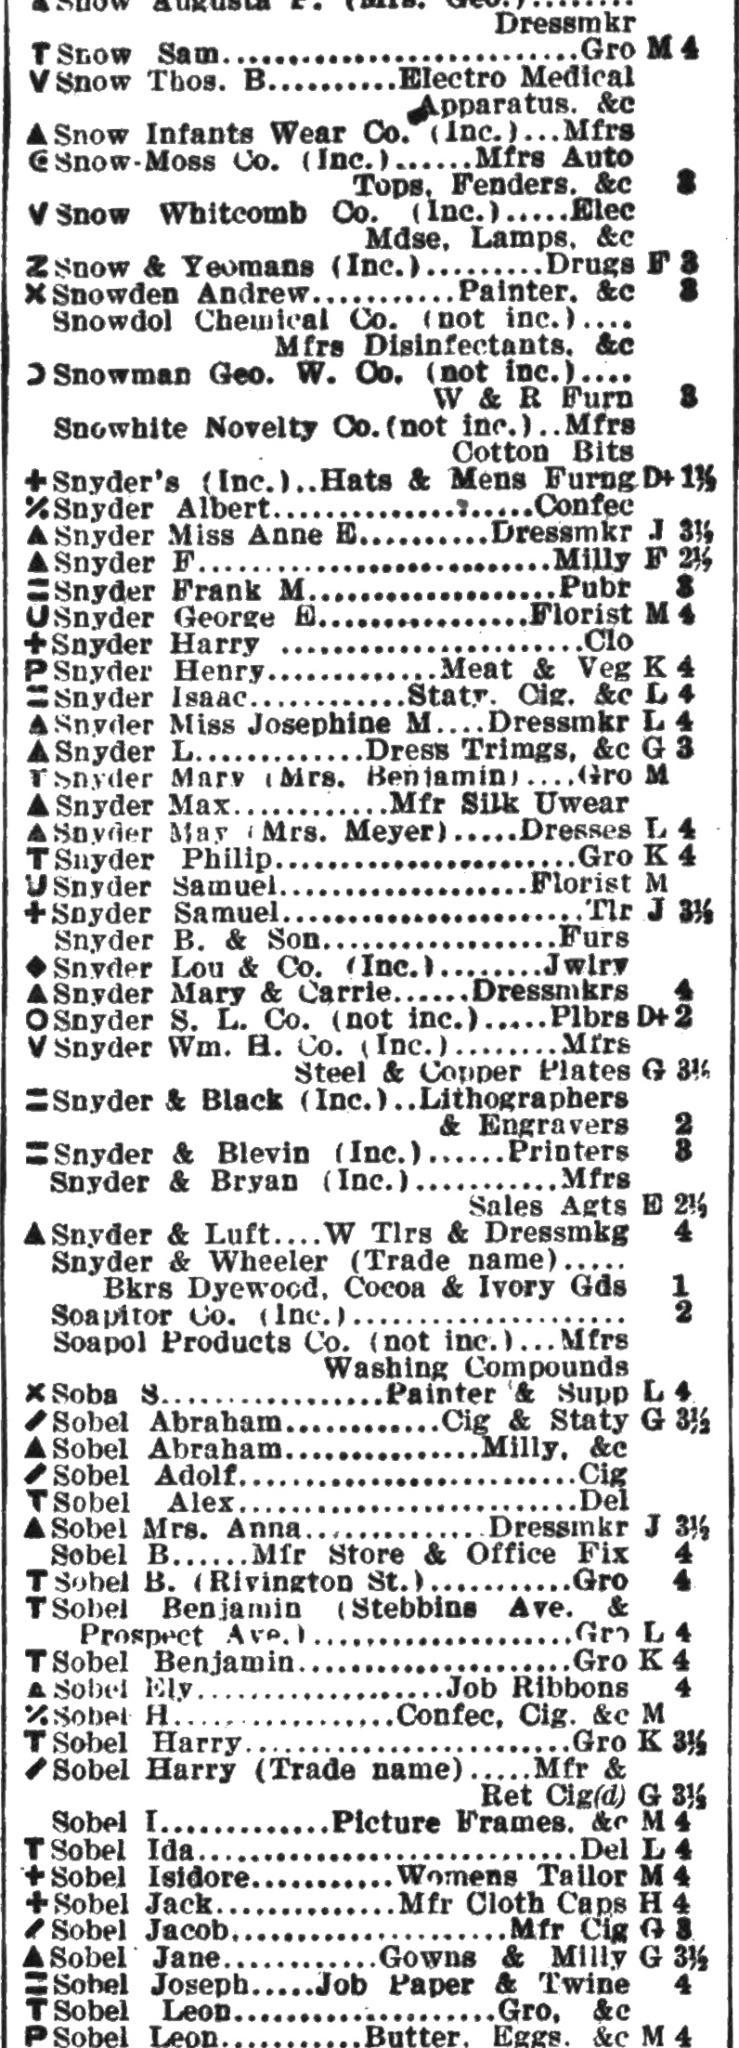 ▲Snow Augusta P. (Mrs. Geo.)........
Dressmkr
T Snow Sam............................Gro M 4
V Snow Thos. B..........Electro Medical
Apparatus, &c
▲Snow Infants Wear Co. (Inc.)...Mfrs
Snow-Moss Co. (Inc.)......Mfrs Auto
Tops, Fenders, &c 3
V Snow Whitcomb Co. (Inc.).....Elec
Mdse, Lamps, &c
Z Snow & Yeomans (Inc.).........Drugs F 3
X Snowden Andrew...........Painter, &c 3
Snowdol Chemical Co. (not inc.)....
Mfrs Disinfectants, &c
Ɔ Snowman Geo. W. Co. (not inc.)....
W & R Furn 3
Snowhite Novelty Co.(not inc.)..Mfrs
Cotton Bits
+Snyder's (Inc.)..Hats & Mens Furng D+ 1½
٪Snyder Albert....................Confec
▲Snyder Miss Anne E..........Dressmkr J 3½
▲Snyder F...........................Milly F 2½
=Snyder Frank M...................Pubr 3
U Snyder George E................Florist M 4
+Snyder Harry .......................Clo
P Snyder Henry.............Meat & Veg K 4
=Snyder Isaac............Staty, Cig, &c L 4
▲Snyder Miss Josephine M....Dressmkr L 4
▲Snyder L.............Dress Trimgs, &c G 3
T Snyder Mary (Mrs. Benjamin)....Gro M
▲Snyder Max............Mfr Silk Uwear
▲Snyder May (Mrs. Meyer).....Dresses L 4
T Snyder Philip.......................Gro K 4
U Snyder Samuel...................Florist M
+Snyder Samuel.......................Tlr J 3½
Snyder B. & Son..................Furs
◆Snyder Lou & Co. (Inc.)........Jwlry
▲Snyder Mary & Carrie......Dressmkrs 4
O Snyder S. L. Co. (not inc.).....Plbrs D+ 2
V Snyder Wm. H. Co. (Inc.)........Mfrs
Steel & Copper Plates G 3½
=Snyder & Black (Inc.)..Lithographers
& Engravers 2
=Snyder & Blevin (Inc.)......Printers 3
Snyder & Bryan (Inc.)...........Mfrs
Sales Agts E 2½
▲Snyder & Luft....W Tlrs & Dressmkg 4
Snyder & Wheeler (Trade name).....
Bkrs Dyewood, Cocoa & Ivory Gds 1
Soapitor Co. (Inc.)..................... 2
Soapol Products Co. (not inc.)...Mfrs
Washing Compounds
X Soba S.................Painter & Supp L 4
/Sobel Abraham............Cig & Staty G 3½
▲Sobel Abraham...............Milly, &c
/Sobel Adolf..........................Cig
T Sobel Alex..........................Del
▲Sobel Mrs. Anna..............Dressmkr J 3½
Sobel B......Mfr Store & Office Fix 4
T Sobel B. (Rivington St.)...........Gro 4
T Sobel Benjamin (Stebbins Ave. &
Prospect Ave.)....................Gro L 4
T Sobel Benjamin.....................Gro K 4
▲Sobel Ely...................Job Ribbons 4
٪Sobel H.................Confec, Cig, &c M
T Sobel Harry.........................Gro K 3½
/Sobel Harry (Trade name).....Mfr &
Ret Cig(d) G 3½
Sobel I.............Picture Frames, &c M 4
T Sobel Ida..............................Del L 4
+Sobel Isidore...........Womens Tailor M 4
+Sobel Jack..............Mfr Cloth Caps H 4
/Sobel Jacob.....................Mfr Cig G 3
▲Sobel Jane............Gowns & Milly G 3½
=Sobel Joseph.....Job Paper & Twine 4
T Sobel Leon....................Gro, &c
P Sobel Leon...........Butter, Eggs, &c M 4